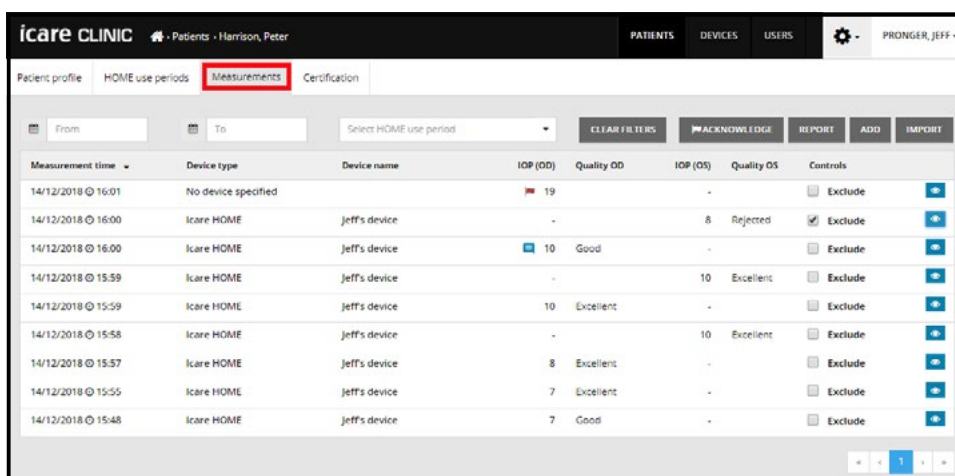 icare CLINIC Patients › Harrison, Peter PATIENTS DEVICES USERS PRONGER, JEFF
Patient profile HOME use periods Measurements Certification
From To Select HOME use period CLEAR FILTERS ACKNOWLEDGE REPORT ADD IMPORT
Measurement time Device type Device name IOP (OD) Quality OD IOP (OS) Quality OS Controls
14/12/2018 16:01 No device specified 19 - Exclude
14/12/2018 16:00 Icare HOME Jeff's device - 8 Rejected Exclude
14/12/2018 16:00 Icare HOME Jeff's device 10 Good - Exclude
14/12/2018 15:59 Icare HOME Jeff's device - 10 Excellent Exclude
14/12/2018 15:59 Icare HOME Jeff's device 10 Excellent - Exclude
14/12/2018 15:58 Icare HOME Jeff's device - 10 Excellent Exclude
14/12/2018 15:57 Icare HOME Jeff's device 8 Excellent - Exclude
14/12/2018 15:55 Icare HOME Jeff's device 7 Excellent - Exclude
14/12/2018 15:48 Icare HOME Jeff's device 7 Good - Exclude
« ‹ 1 › »